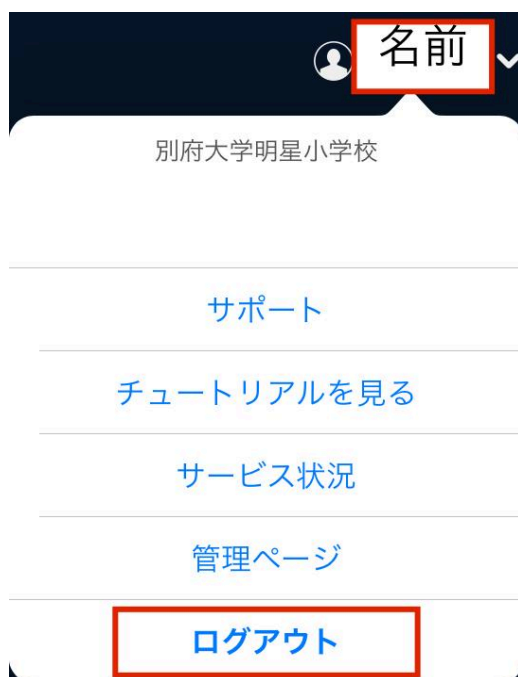 名前
別府大学明星小学校
サポート
チュートリアルを見る
サービス状況
管理ページ
ログアウト